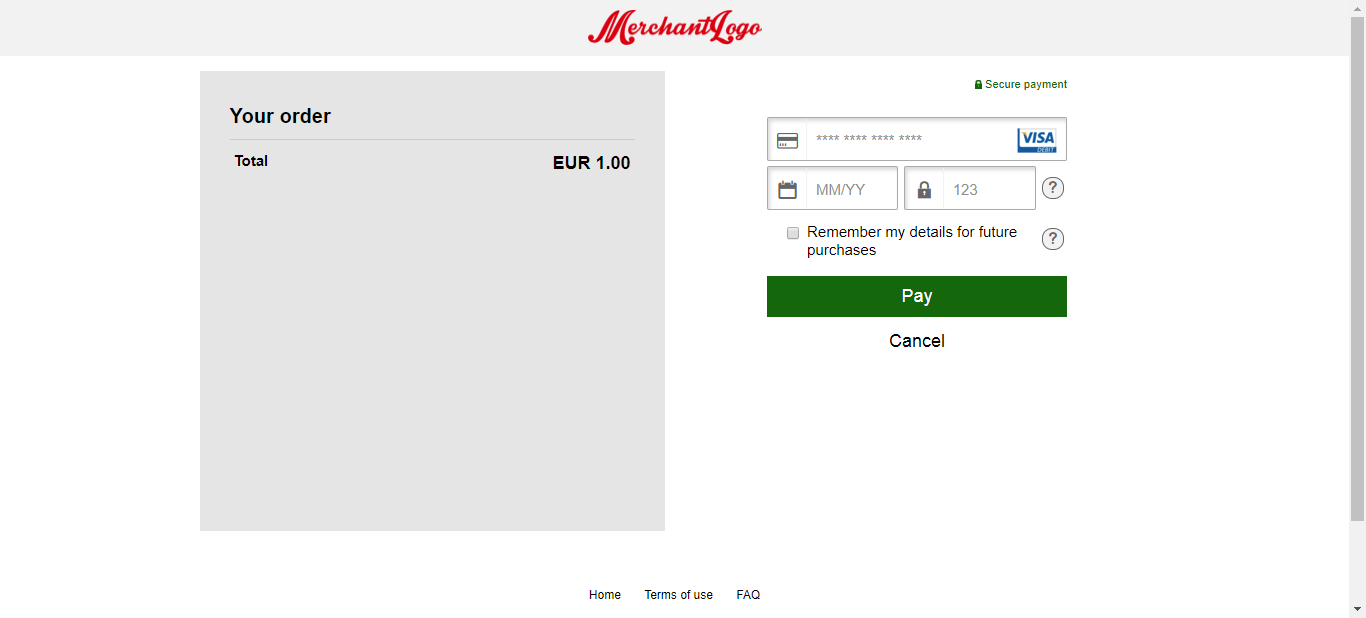 MerchantLogo
Secure payment
Your order
Total EUR 1.00
**** **** **** ****
VISA
DEBIT
MM/YY
123
?
Remember my details for future
purchases
?
Pay
Cancel
Home Terms of use FAQ